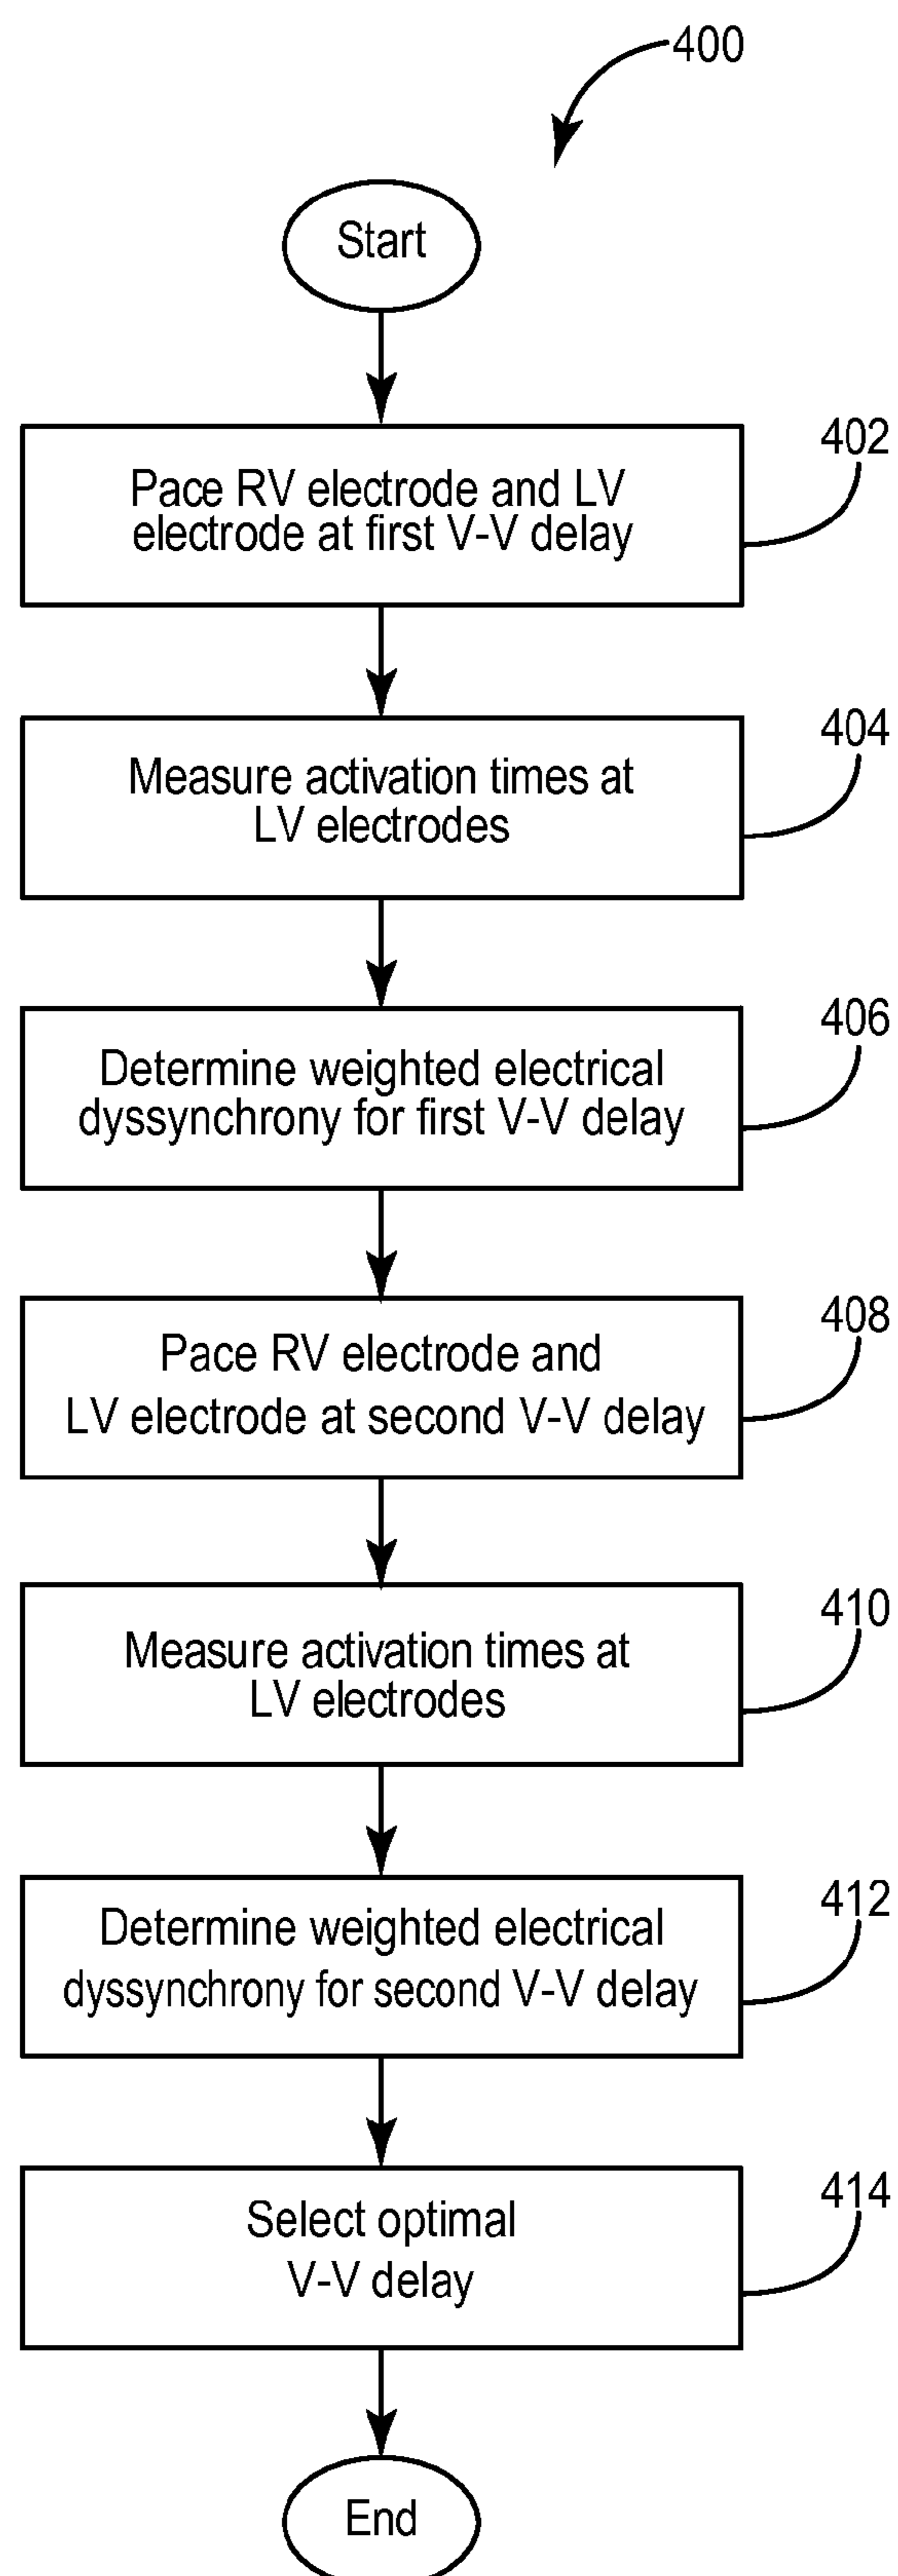 400
Start
402
Pace RV electrode and LV
electrode at first V-V delay
404
Measure activation times at
LV electrodes
406
Determine weighted electrical
dyssynchrony for first V-V delay
408
Pace RV electrode and
LV electrode at second V-V delay
410
Measure activation times at
LV electrodes
412
Determine weighted electrical
dyssynchrony for second V-V delay
414
Select optimal
V-V delay
End